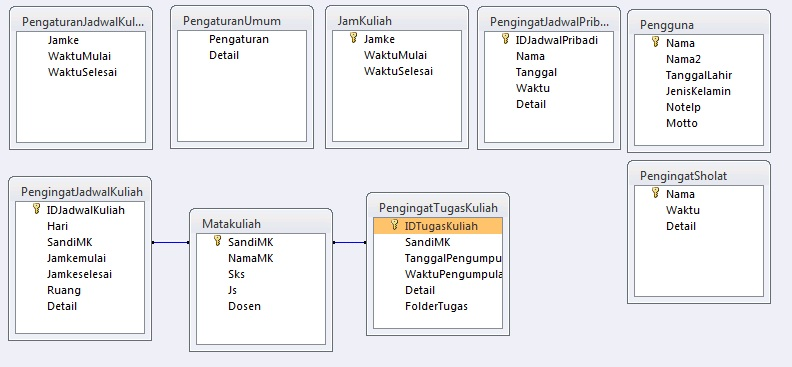 PengaturanJadwalKul...
Jamke
WaktuMulai
WaktuSelesai
PengaturanUmum
Pengaturan
Detail
JamKuliah
Jamke
WaktuMulai
WaktuSelesai
PengingatJadwalPrib...
IDJadwalPribadi
Nama
Tanggal
Waktu
Detail
Pengguna
Nama
Nama2
TanggalLahir
JenisKelamin
Notelp
Motto
PengingatJadwalKuliah
IDJadwalKuliah
Hari
SandiMK
Jamkemulai
Jamkeselesai
Ruang
Detail
Matakuliah
SandiMK
NamaMK
Sks
Js
Dosen
PengingatTugasKuliah
IDTugasKuliah
SandiMK
TanggalPengumpu
WaktuPengumpula
Detail
FolderTugas
PengingatSholat
Nama
Waktu
Detail